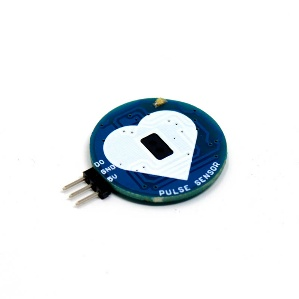 DO
GND
5V
PULSE SENSOR